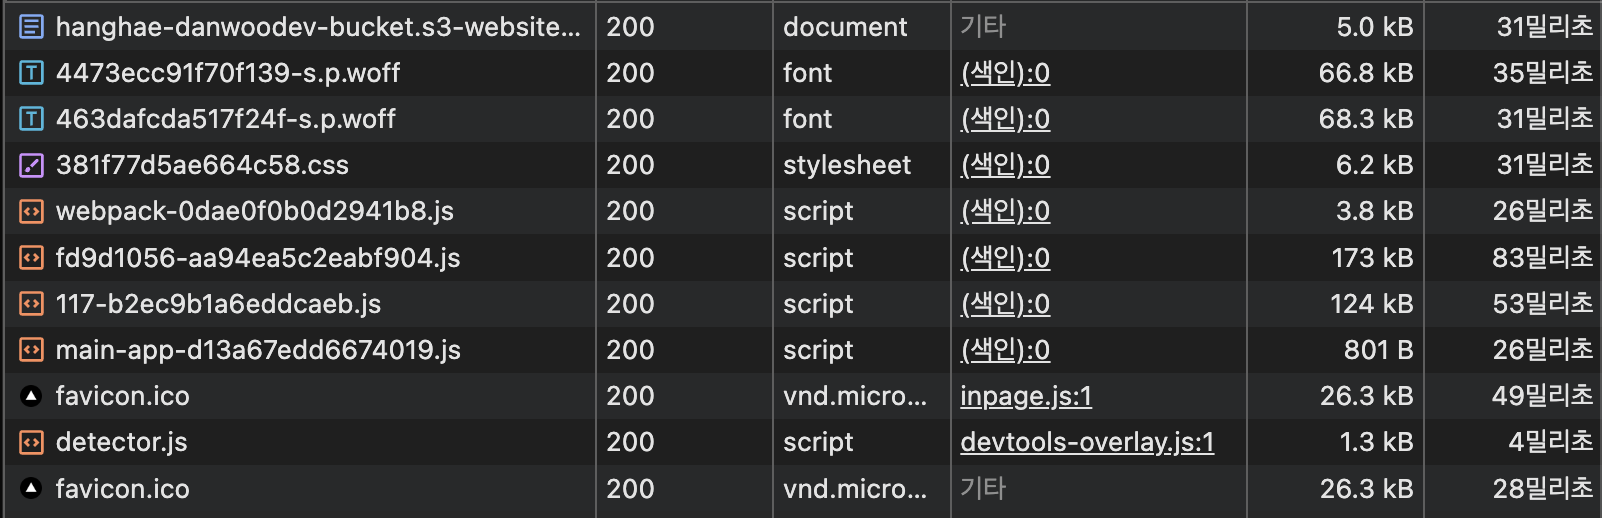 hanghae-danwoodev-bucket.s3-website... 200 document 기타 5.0 kB 31밀리초
4473ecc91f70f139-s.p.woff 200 font (색인):0 66.8 kB 35밀리초
463dafcda517f24f-s.p.woff 200 font (색인):0 68.3 kB 31밀리초
381f77d5ae664c58.css 200 stylesheet (색인):0 6.2 kB 31밀리초
webpack-0dae0f0b0d2941b8.js 200 script (색인):0 3.8 kB 26밀리초
fd9d1056-aa94ea5c2eabf904.js 200 script (색인):0 173 kB 83밀리초
117-b2ec9b1a6eddcaeb.js 200 script (색인):0 124 kB 53밀리초
main-app-d13a67edd6674019.js 200 script (색인):0 801 B 26밀리초
favicon.ico 200 vnd.micro... inpage.js:1 26.3 kB 49밀리초
detector.js 200 script devtools-overlay.js:1 1.3 kB 4밀리초
favicon.ico 200 vnd.micro... 기타 26.3 kB 28밀리초